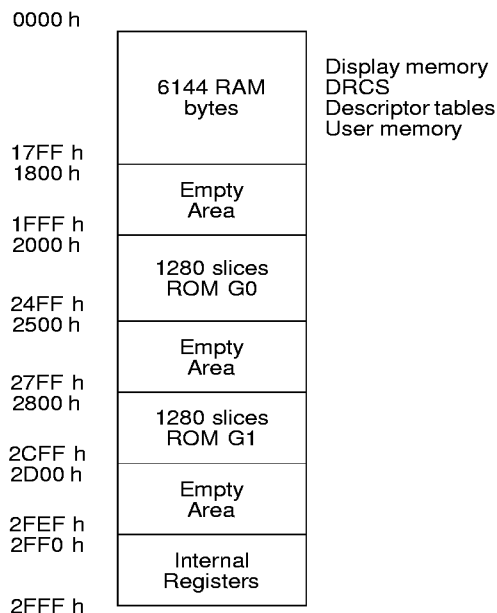 0000 h
6144 RAM
bytes
Display memory
DRCS
Descriptor tables
User memory
17FF h
1800 h
Empty
Area
1FFF h
2000 h
1280 slices
ROM G0
24FF h
2500 h
Empty
Area
27FF h
2800 h
1280 slices
ROM G1
2CFF h
2D00 h
Empty
Area
2FEF h
2FF0 h
Internal
Registers
2FFF h